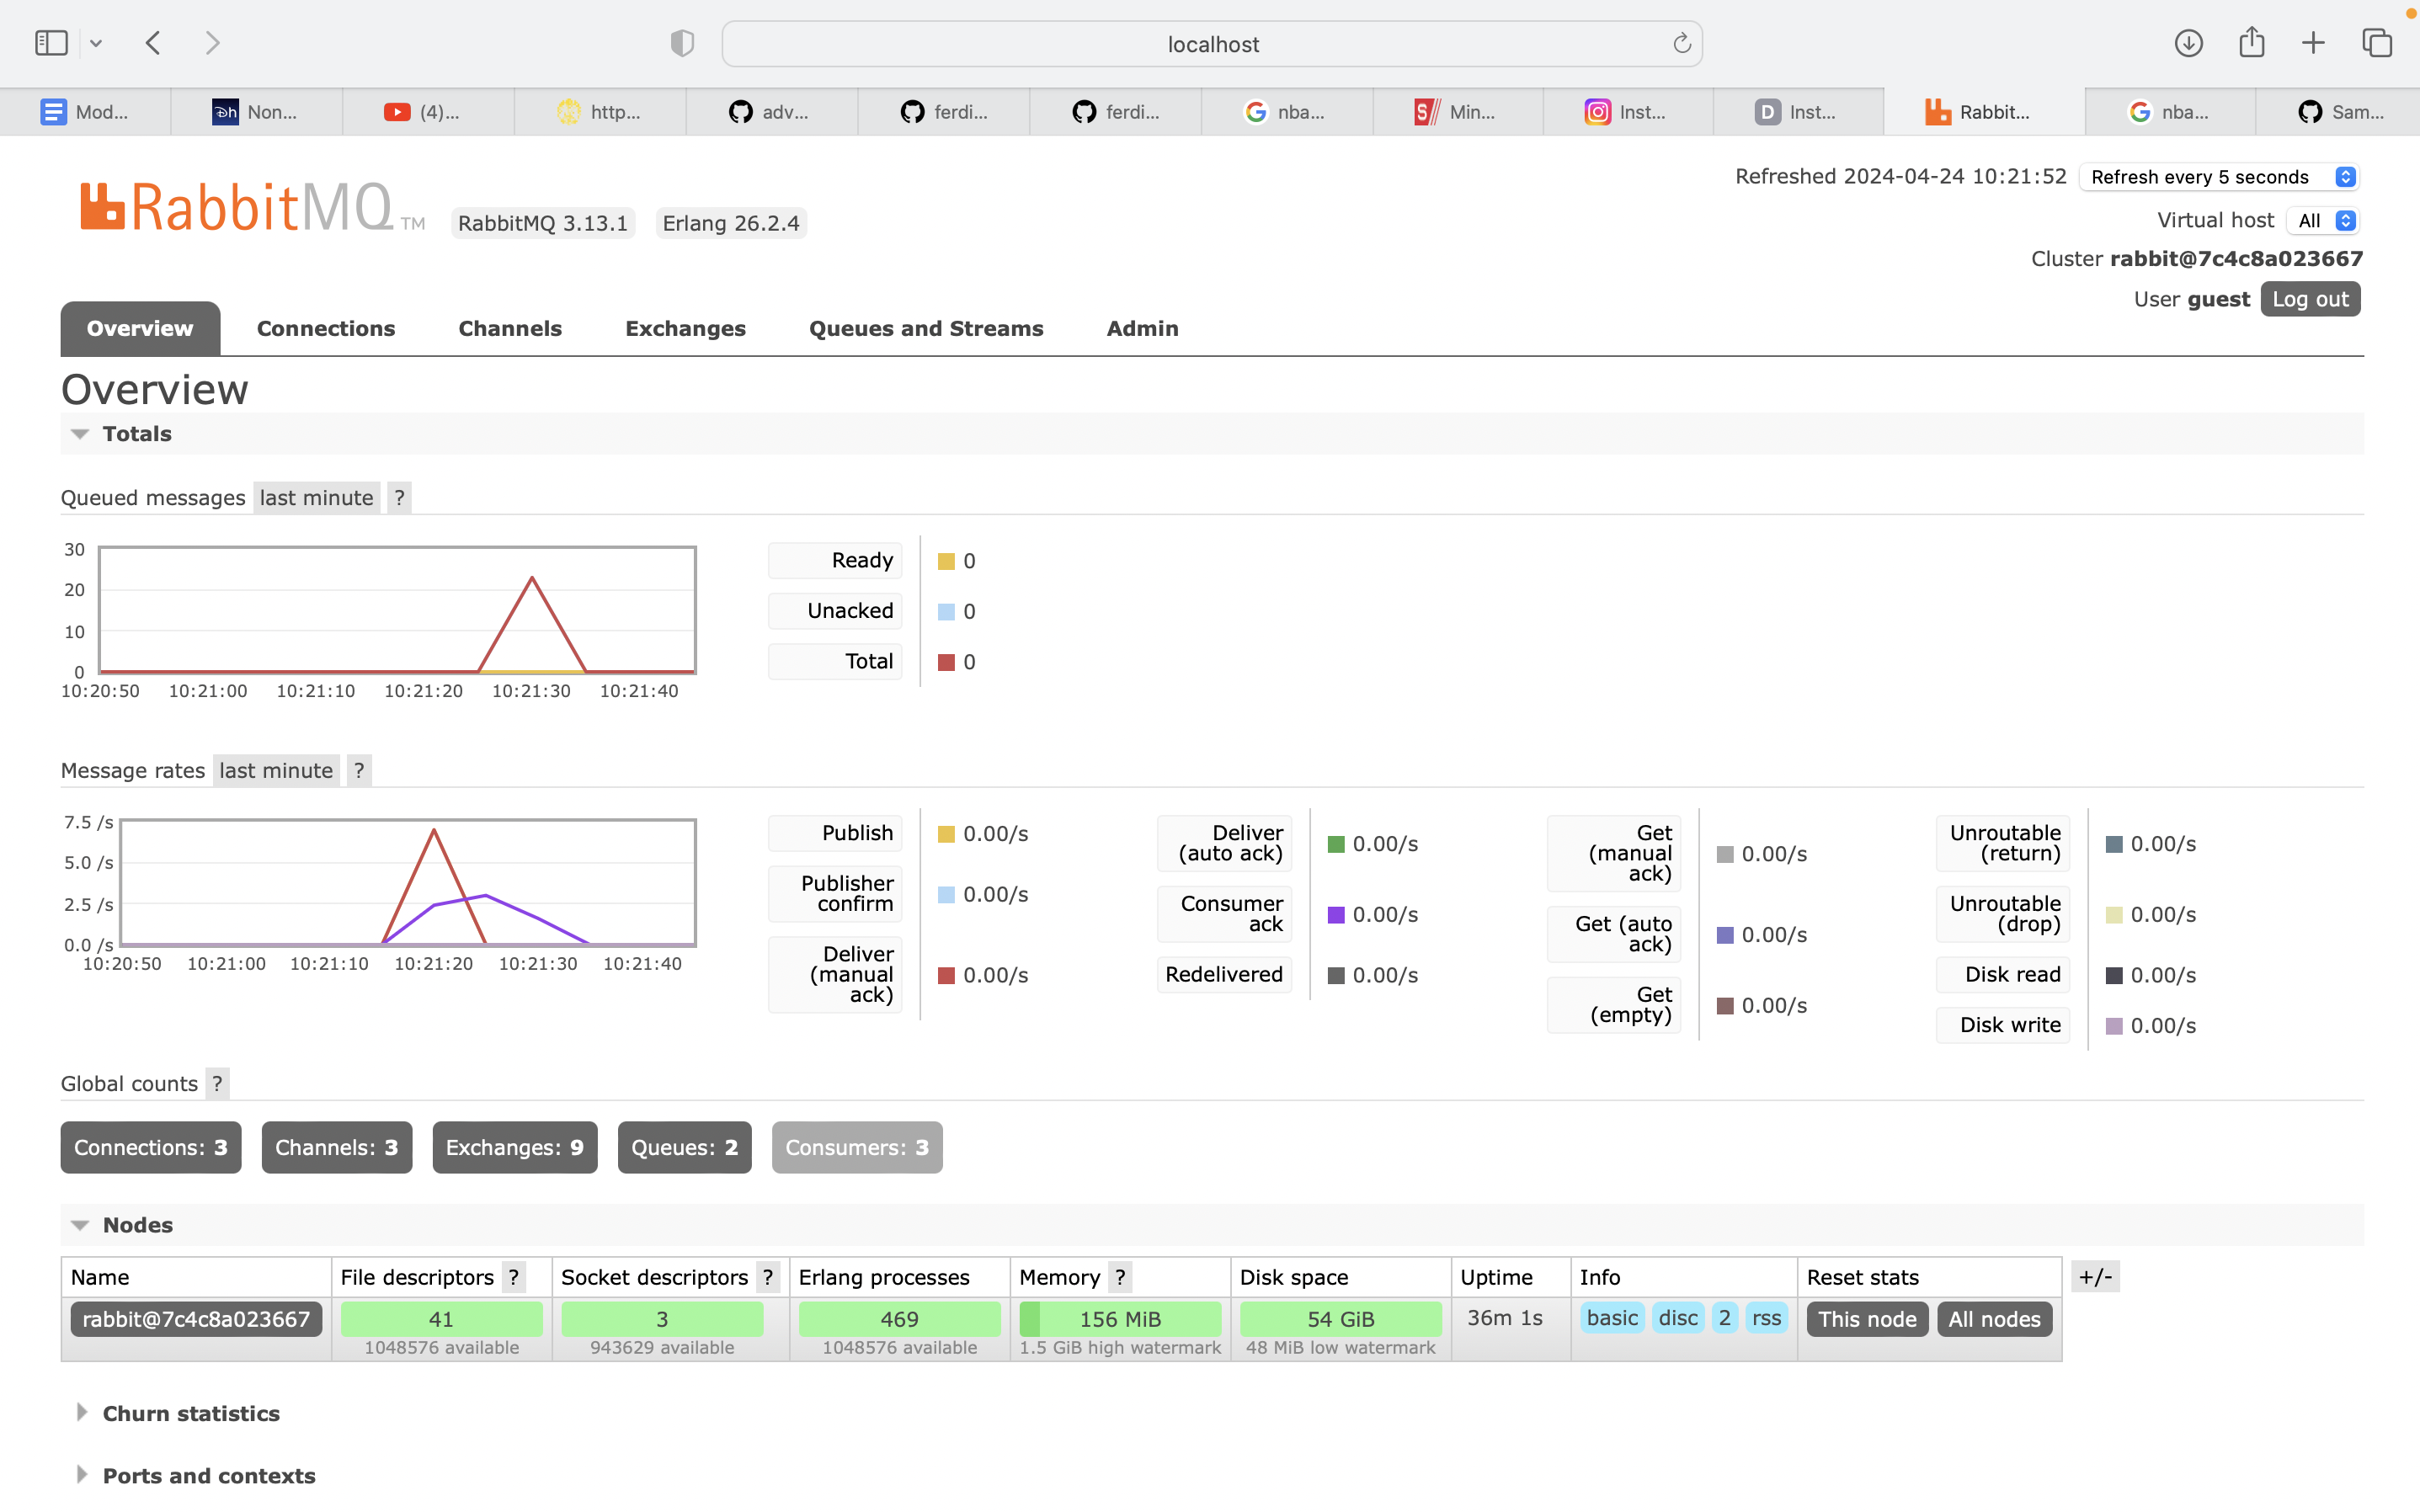 localhost
Mod...
Non...
(4)...
http...
adv...
ferdi...
ferdi...
nba...
Min...
Inst...
D Inst...
Rabbit...
nba...
Sam...
RabbitMQ TM
RabbitMQ 3.13.1
Erlang 26.2.4
Refreshed 2024-04-24 10:21:52 Refresh every 5 seconds
Virtual host All
Cluster rabbit@7c4c8a023667
User guest Log out
Overview Connections Channels Exchanges Queues and Streams Admin
Overview
Totals
Queued messages last minute ?
30
20
10
0
10:20:50 10:21:00 10:21:10 10:21:20 10:21:30 10:21:40
Ready 0
Unacked 0
Total 0
Message rates last minute ?
7.5 /s
5.0 /s
2.5 /s
0.0 /s
10:20:50 10:21:00 10:21:10 10:21:20 10:21:30 10:21:40
Publish 0.00/s
Publisher
confirm 0.00/s
Deliver
(manual
ack) 0.00/s
Deliver
(auto ack) 0.00/s
Consumer
ack 0.00/s
Redelivered 0.00/s
Get
(manual
ack) 0.00/s
Get (auto
ack) 0.00/s
Get
(empty) 0.00/s
Unroutable
(return) 0.00/s
Unroutable
(drop) 0.00/s
Disk read 0.00/s
Disk write 0.00/s
Global counts ?
Connections: 3 Channels: 3 Exchanges: 9 Queues: 2 Consumers: 3
Nodes
Name File descriptors ? Socket descriptors ? Erlang processes Memory ? Disk space Uptime Info Reset stats +/-
rabbit@7c4c8a023667 41 3 469 156 MiB 54 GiB 36m 1s basic disc 2 rss This node All nodes
1048576 available 943629 available 1048576 available 1.5 GiB high watermark 48 MiB low watermark
Churn statistics
Ports and contexts